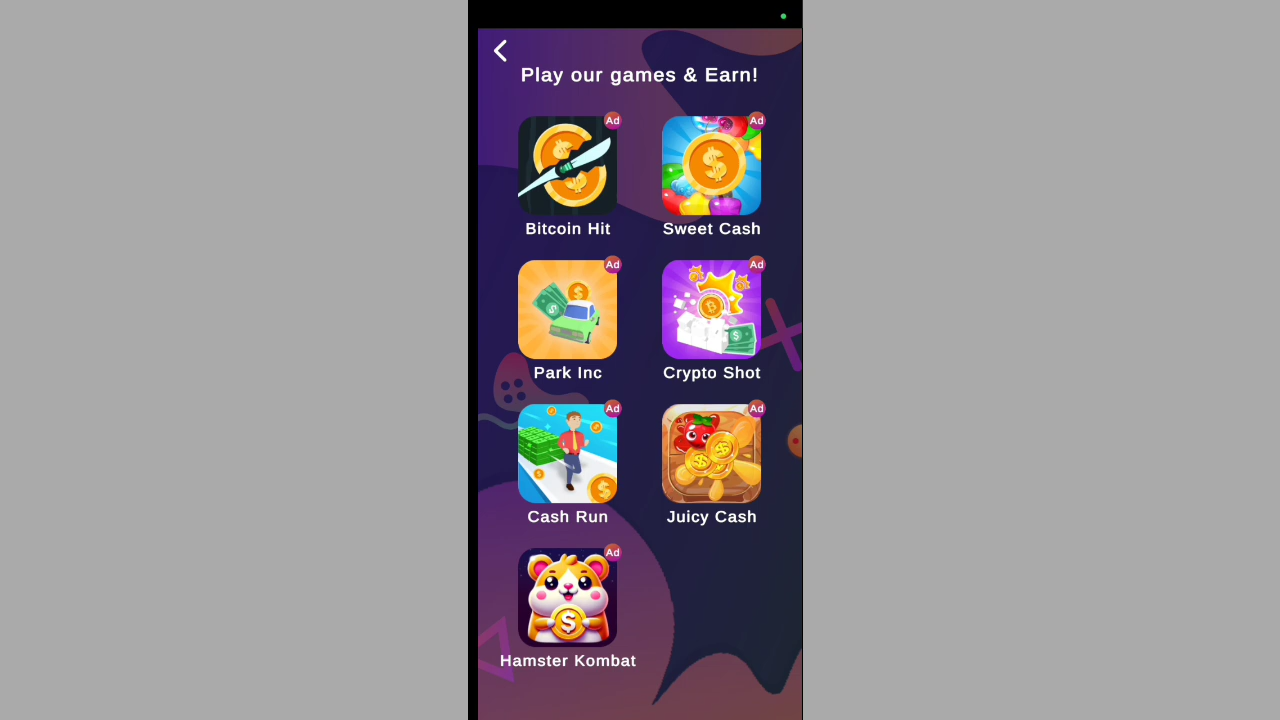 Play our games & Earn!
Ad
Ad
Bitcoin Hit
Sweet Cash
Ad
Ad
Park Inc
Crypto Shot
Ad
Ad
Cash Run
Juicy Cash
Ad
Hamster Kombat